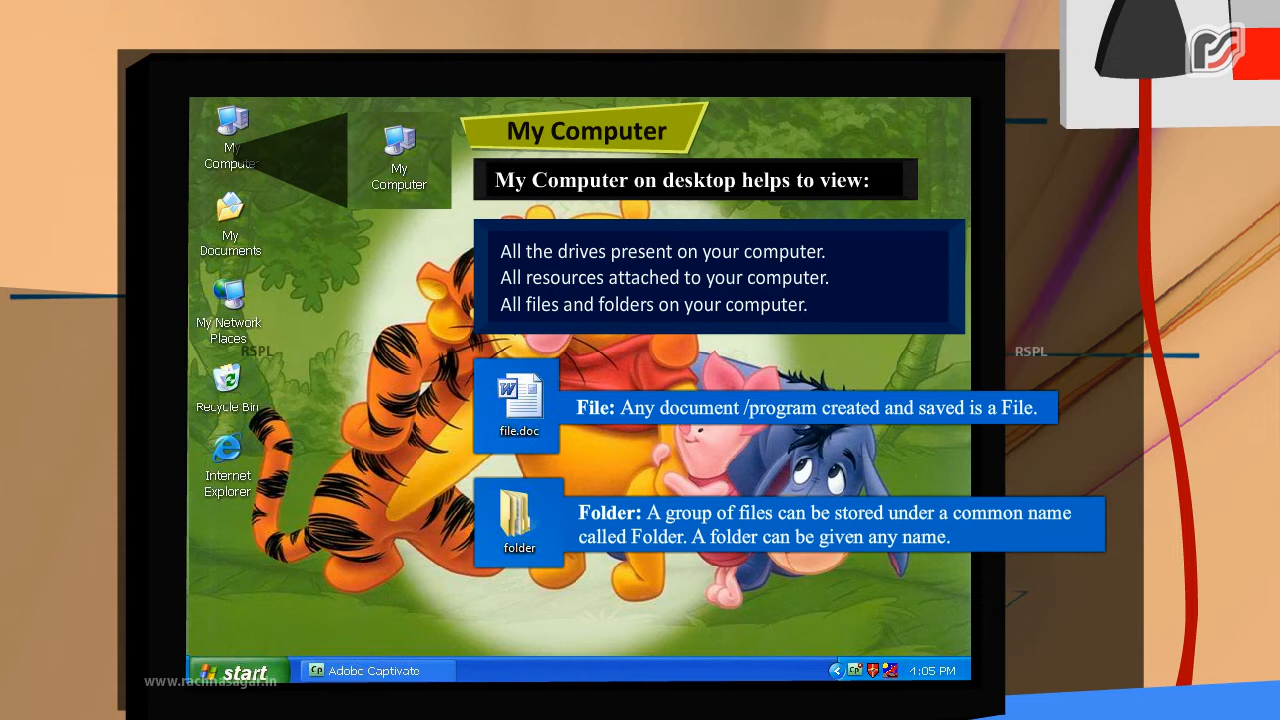 My Computer
My Computer on desktop helps to view:
My
Computer
My
Computer
My
Documents
My Network
Places
Recycle Bin
Internet
Explorer
All the drives present on your computer.
All resources attached to your computer.
All files and folders on your computer.
RSPL
RSPL
file.doc
File: Any document /program created and saved is a File.
folder
Folder: A group of files can be stored under a common name
called Folder. A folder can be given any name.
start
Adobe Captivate
4:05 PM
www.rachnasagar.in